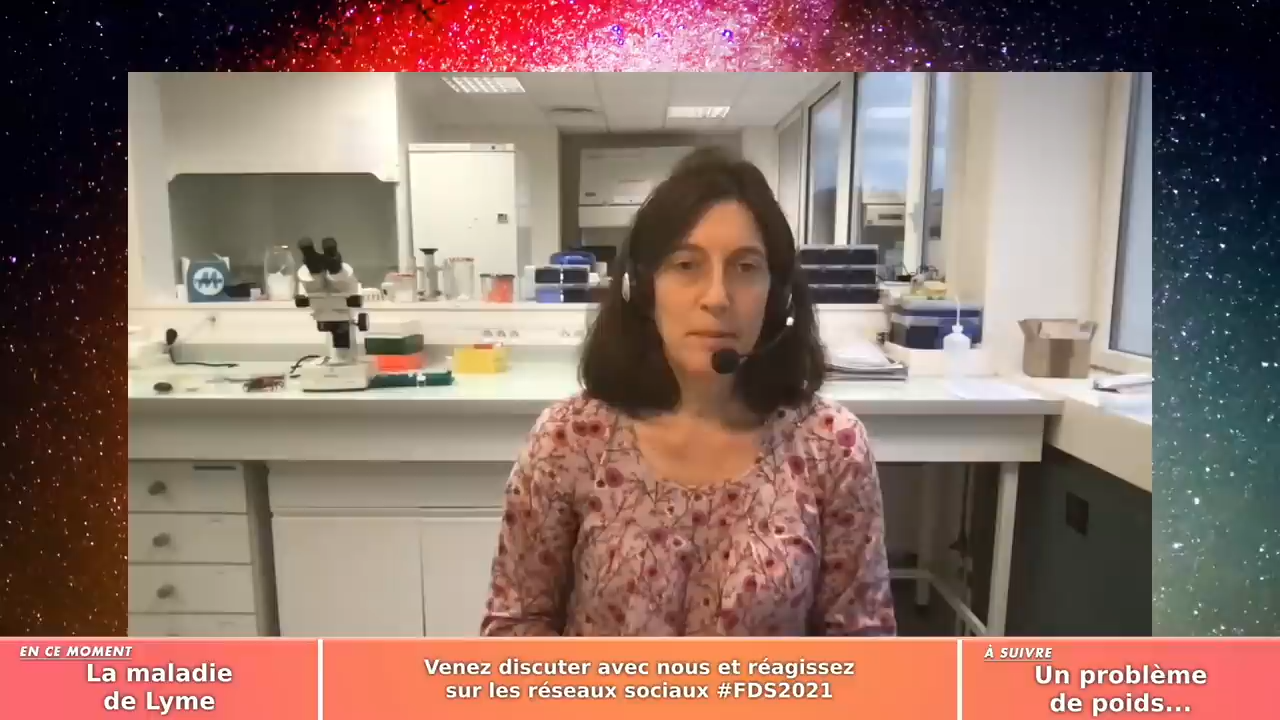 EN CE MOMENT
La maladie
de Lyme
Venez discuter avec nous et réagissez
sur les réseaux sociaux #FDS2021
À SUIVRE
Un problème
de poids...